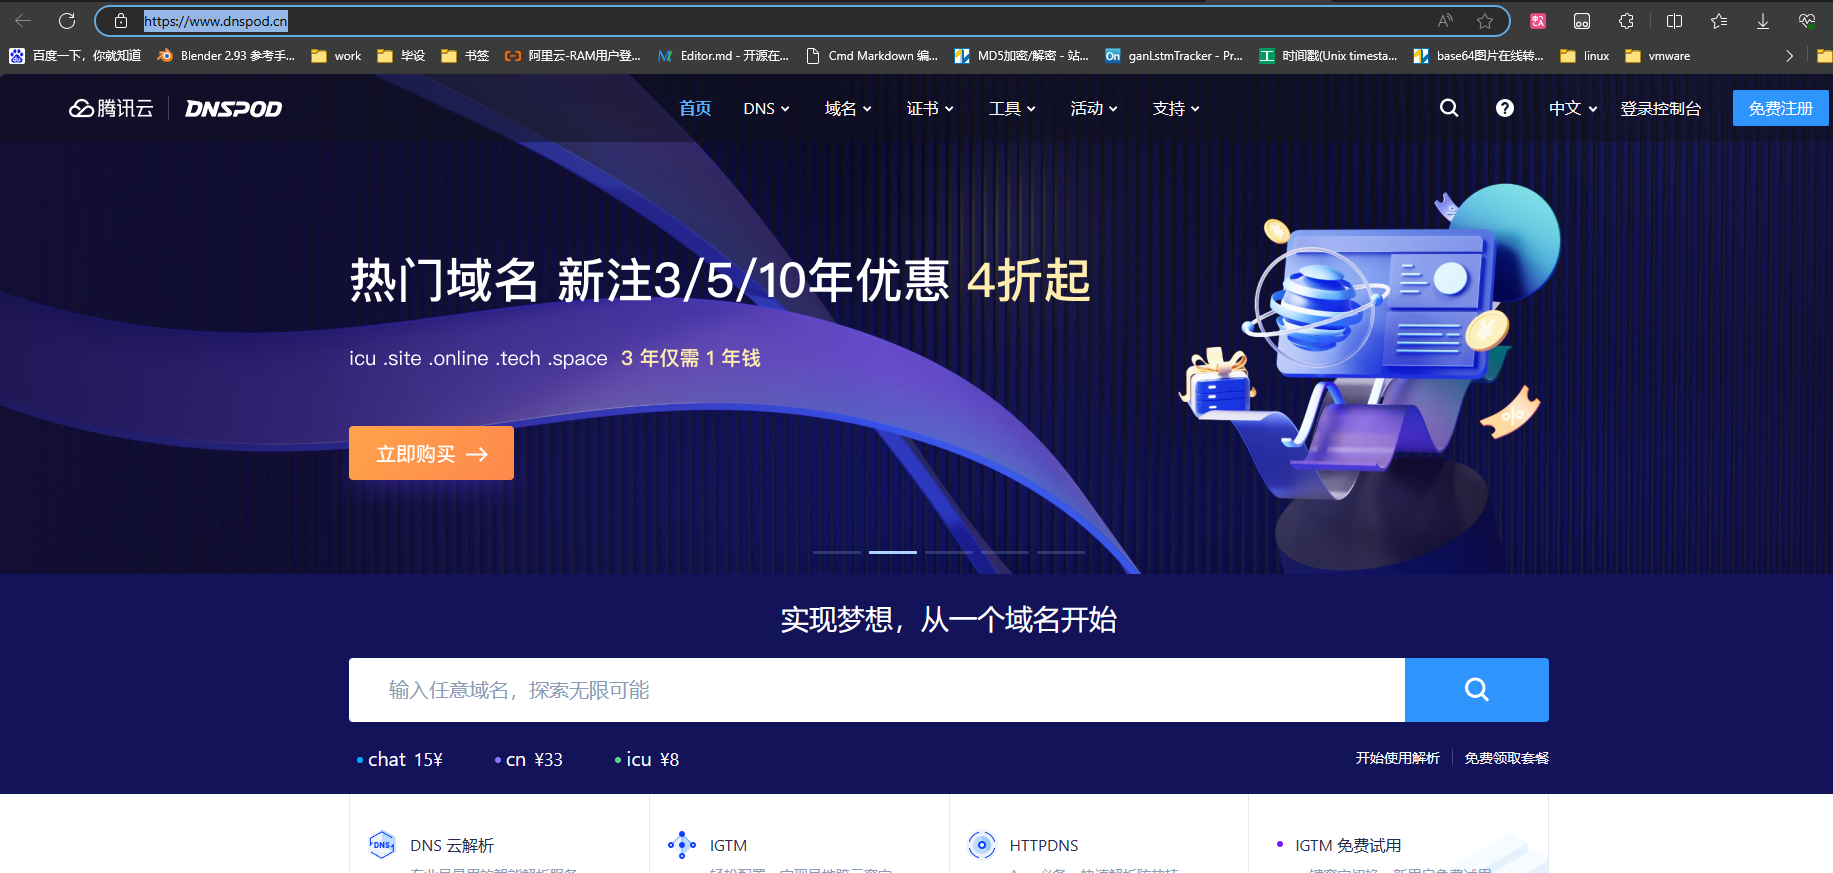 https://www.dnspod.cn
百度一下，你就知道 Blender 2.93 参考手... work 毕设 书签 阿里云-RAM用户登... Editor.md - 开源在... Cmd Markdown 编... MD5加密/解密 - 站... On ganLstmTracker - Pr... 工 时间戳(Unix timesta... base64图片在线转... linux vmware
腾讯云 DNSPOD 首页 DNS 域名 证书 工具 活动 支持 中文 登录控制台 免费注册
热门域名 新注3/5/10年优惠 4折起
icu .site .online .tech .space 3 年仅需 1 年钱
立即购买
实现梦想，从一个域名开始
输入任意域名，探索无限可能
chat 15¥ cn ¥33 icu ¥8 开始使用解析 免费领取套餐
DNS DNS 云解析 IGTM HTTPDNS IGTM 免费试用